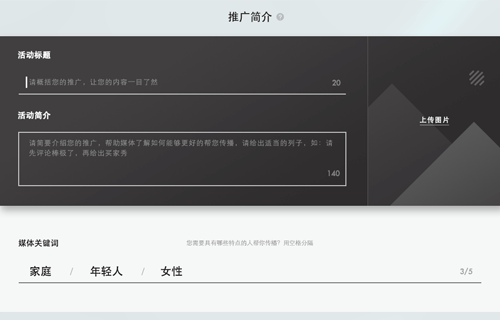 推广简介 ?
活动标题
请概括您的推广，让您的内容一目了然
20
活动简介
请简要介绍您的推广，帮助媒体了解如何能够更好的帮您传播，请给出适当的列子，如：请
先评论棒极了，再给出买家秀
140
上传图片
媒体关键词
您需要具有哪些特点的人帮你传播？用空格分隔
家庭 / 年轻人 / 女性
3/5